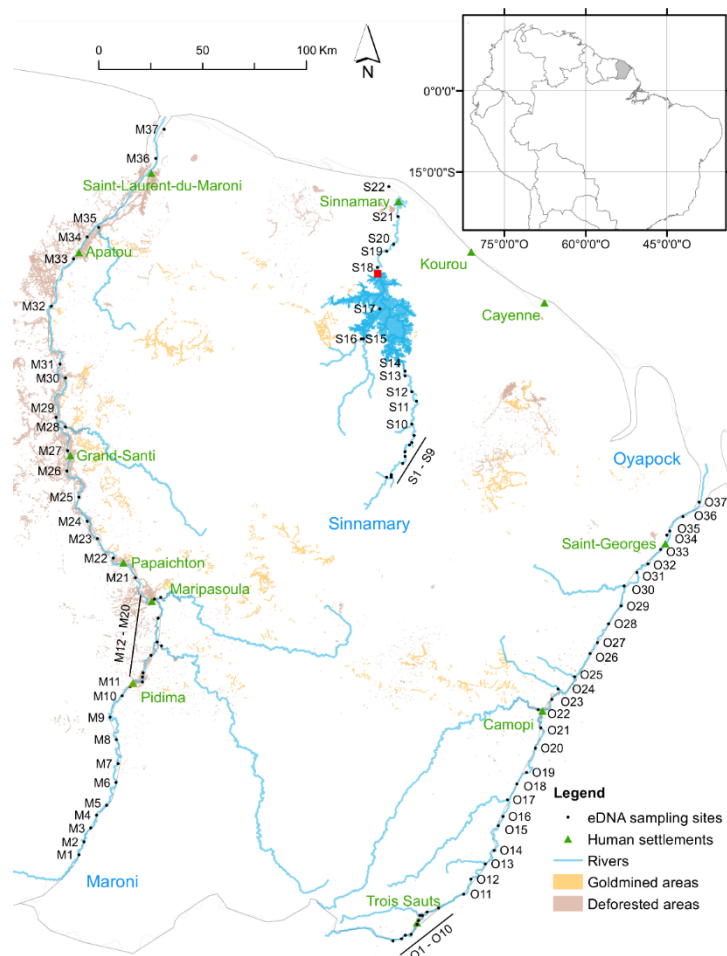 0
50
100 Km
N
0°0'0"
15°0'0"S
75°0'0"O
60°0'0"O
45°0'0"O
M37
M36
Saint-Laurent-du-Maroni
M35
M34
Apatou
M33
M32
M31
M30
M29
M28
M27
Grand-Santi
M26
M25
M24
M23
M22
Papaichton
M21
Maripasoula
M12 - M20
M11
Pidima
M10
M9
M8
M7
M6
M5
M4
M3
M2
M1
Maroni
S22
Sinnamary
S21
S20
S19
S18
S17
S16
S15
S14
S13
S12
S11
S10
S1 - S9
Sinnamary
Kourou
Cayenne
Oyapock
O37
O36
O35
Saint-Georges
O34
O33
O32
O31
O30
O29
O28
O27
O26
O25
O24
O23
Camopi
O22
O21
O20
O19
O18
O17
O16
O15
O14
O13
O12
O11
Trois Sauts
O1 - O10
Legend
eDNA sampling sites
Human settlements
Rivers
Goldmined areas
Deforested areas